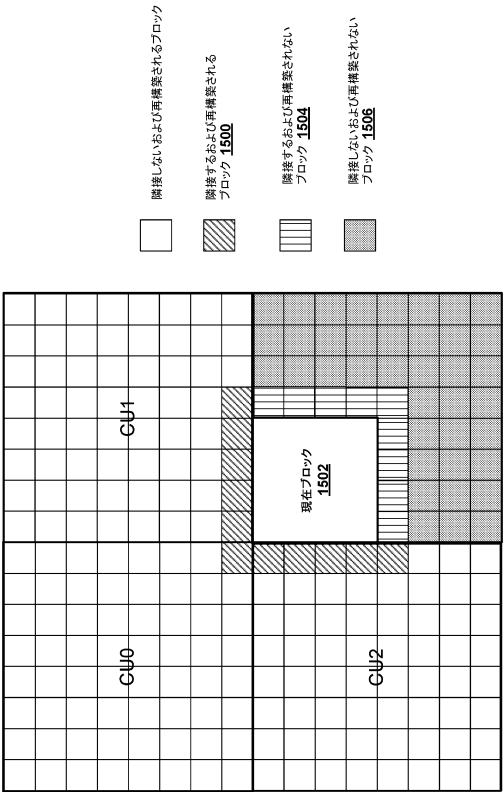 隣接しないおよび再構築されるブロック
隣接するおよび再構築される
ブロック 1500
隣接するおよび再構築されない
ブロック 1504
隣接しないおよび再構築されない
ブロック 1506
CU0
CU1
現在ブロック
1502
CU2